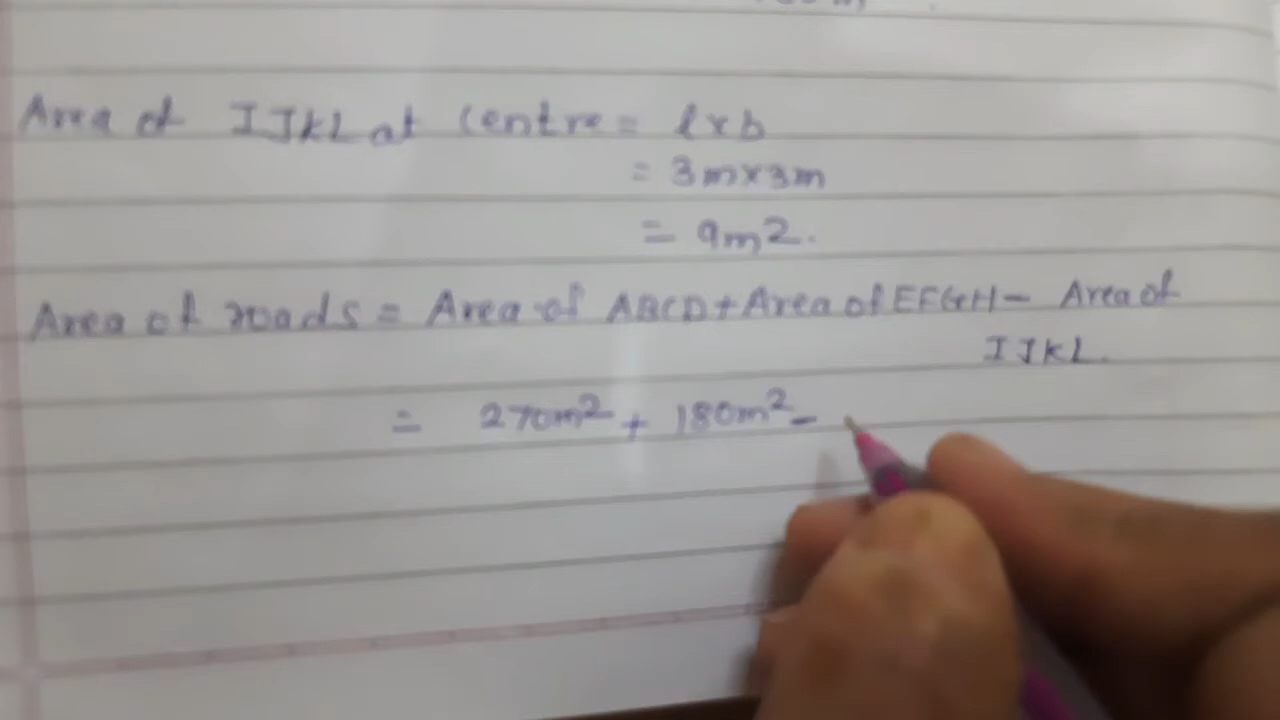 Area of IJKL at centre = l x b
= 3m x 3m
= 9m2.
Area of roads = Area of ABCD + Area of EFGH - Area of
IJKL.
= 270m² + 180m² -